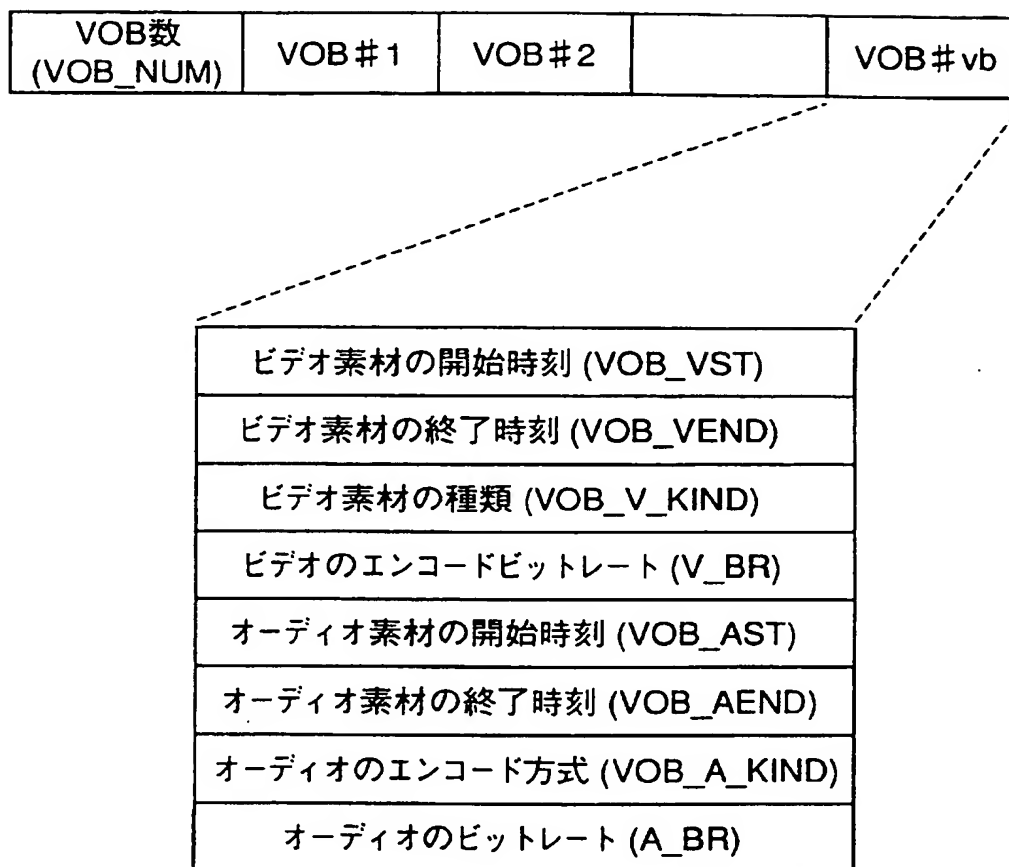 VOB数
(VOB_NUM)
VOB♯1
VOB♯2
VOB♯vb
ビデオ素材の開始時刻 (VOB_VST)
ビデオ素材の終了時刻 (VOB_VEND)
ビデオ素材の種類 (VOB_V_KIND)
ビデオのエンコードビットレート (V_BR)
オーディオ素材の開始時刻 (VOB_AST)
オーディオ素材の終了時刻 (VOB_AEND)
オーディオのエンコード方式 (VOB_A_KIND)
オーディオのビットレート (A_BR)